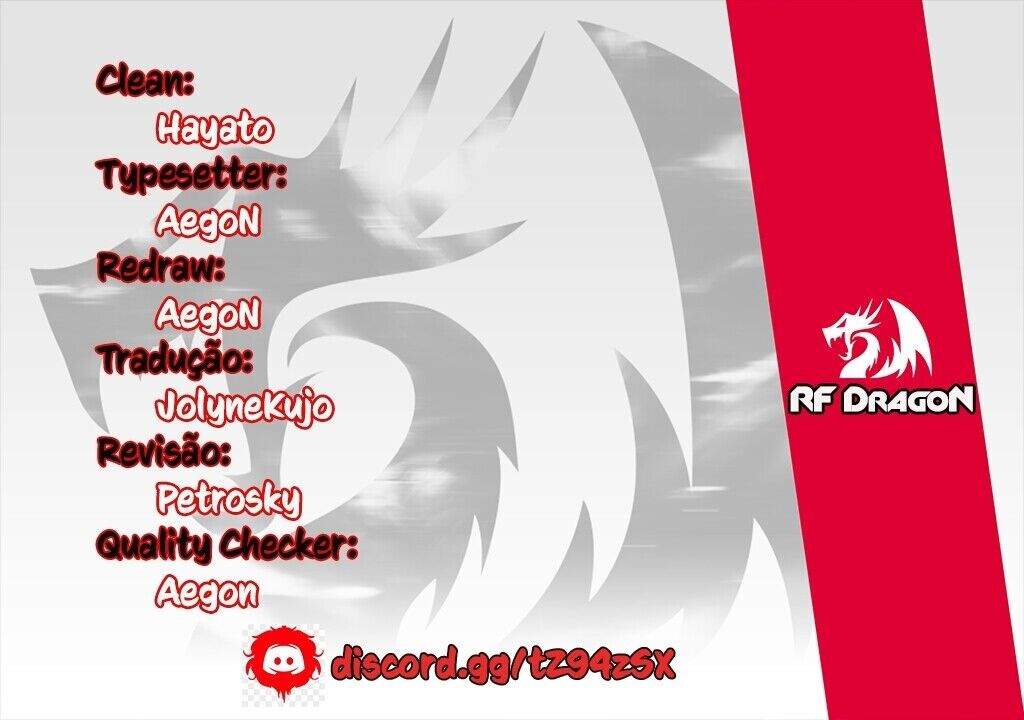 Clean:
Hayato
Typesetter:
AegoN
Redraw:
AegoN
Tradução:
JolyneKujo
Revisão:
Petrosky
Quality Checker:
Aegon
discord.gg/tZ94zSX
RF DRAGON